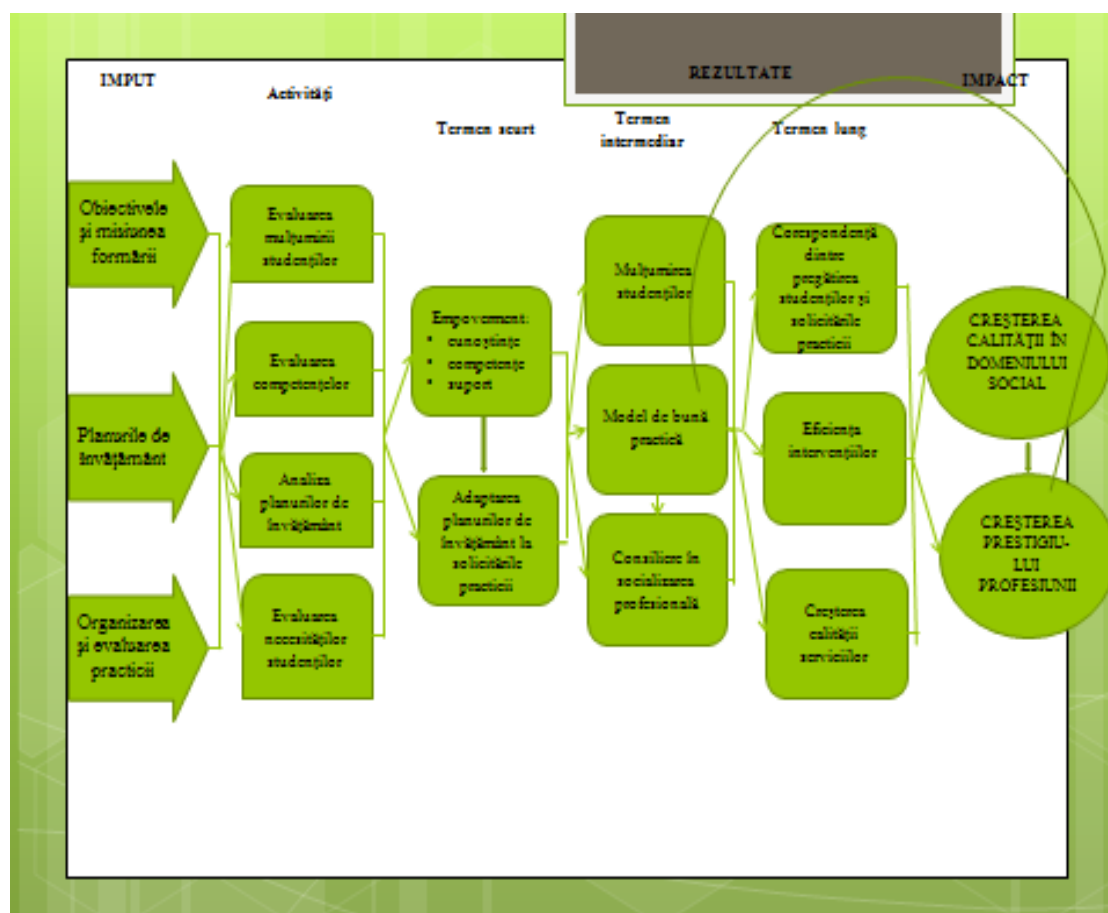 IMPUT
Activități
REZULTATE
IMPACT
Termen scurt
Termen
intermediar
Termen lung
Obiectivele
și misiunea
formării
Planurile de
învățământ
Organizarea
și evaluarea
practicii
Evaluarea
mulțumirii
studenților
Evaluarea
competențelor
Analiza
planurilor de
învățământ
Evaluarea
necesităților
studenților
Empovement:
• cunoștințe
• competențe
• suport
Adaptarea
planurilor de
învățământ la
solicitările
practicii
Mulțumirea
studenților
Model de bună
practică
Consiliere în
socializarea
profesională
Corespondență
dintre
pregătirea
studenților și
solicitările
practicii
Eficiența
intervențiilor
Creșterea
calității
serviciilor
CREȘTEREA
CALITĂȚII ÎN
DOMENIULUI
SOCIAL
CREȘTEREA
PRESTIGIU-
LUI
PROFESIUNII